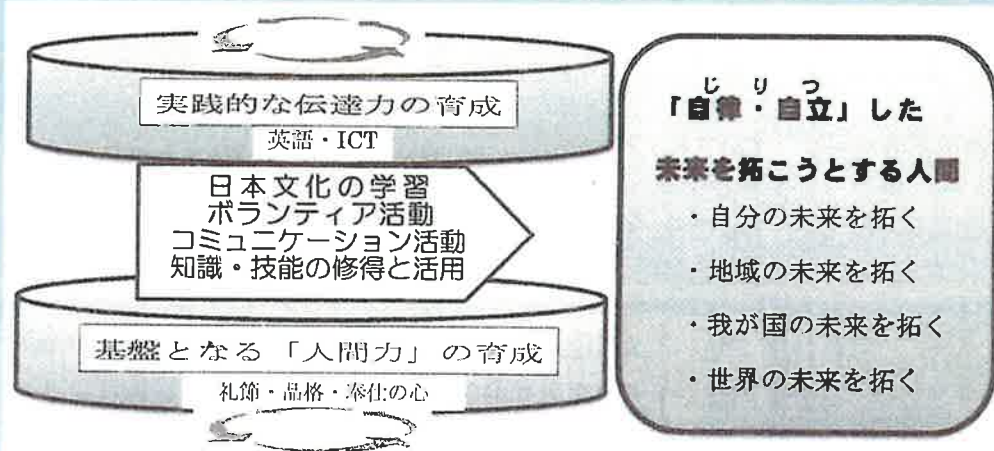 実践的な伝達力の育成
英語・ICT
日本文化の学習
ボランティア活動
コミュニケーション活動
知識・技能の修得と活用
基盤となる「人間力」の育成
礼節・品格・奉仕の心
じりつ
「自律・自立」した
未来を拓こうとする人間
・自分の未来を拓く
・地域の未来を拓く
・我が国の未来を拓く
・世界の未来を拓く